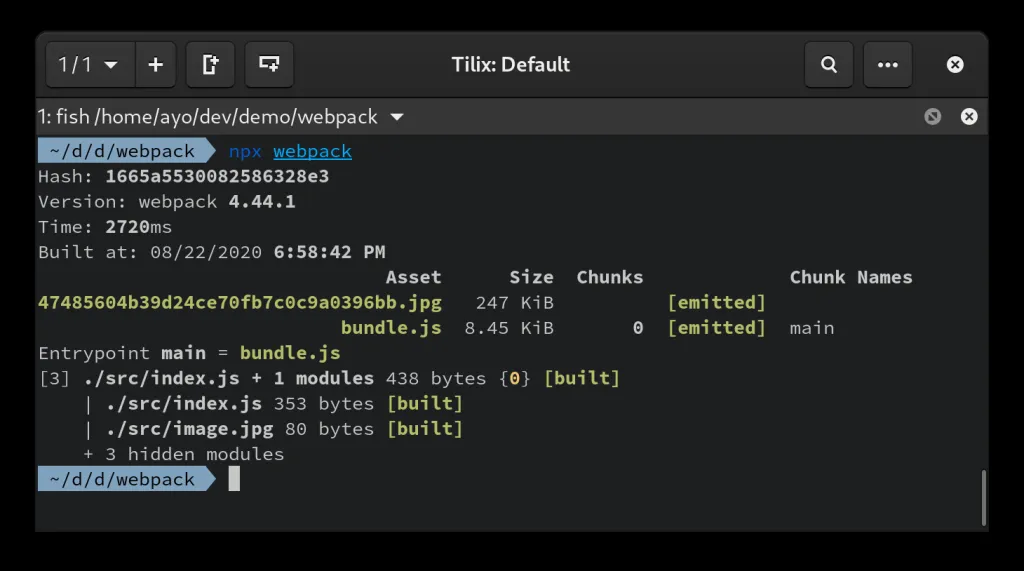 1/1
Tilix: Default
1: fish /home/ayo/dev/demo/webpack
~/d/d/webpack npx webpack
Hash: 1665a5530082586328e3
Version: webpack 4.44.1
Time: 2720ms
Built at: 08/22/2020 6:58:42 PM
Asset Size Chunks Chunk Names
47485604b39d24ce70fb7c0c9a0396bb.jpg 247 KiB [emitted]
bundle.js 8.45 KiB 0 [emitted] main
Entrypoint main = bundle.js
[3] ./src/index.js + 1 modules 438 bytes {0} [built]
| ./src/index.js 353 bytes [built]
| ./src/image.jpg 80 bytes [built]
+ 3 hidden modules
~/d/d/webpack